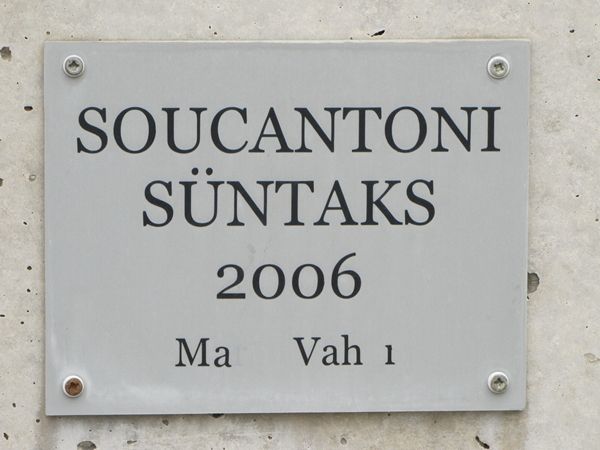 SOUCANTONI
SÜNTAKS
2006
Ma Vah ı